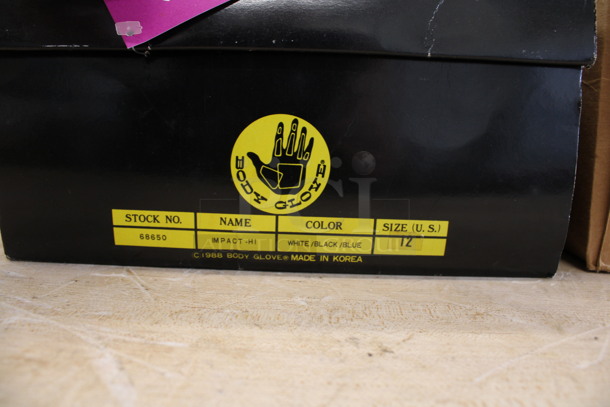 BODY GLOVE®
STOCK NO. NAME COLOR SIZE (U.S.)
68650 IMPACT-HI WHITE/BLACK/BLUE 12
©1988 BODY GLOVE® MADE IN KOREA